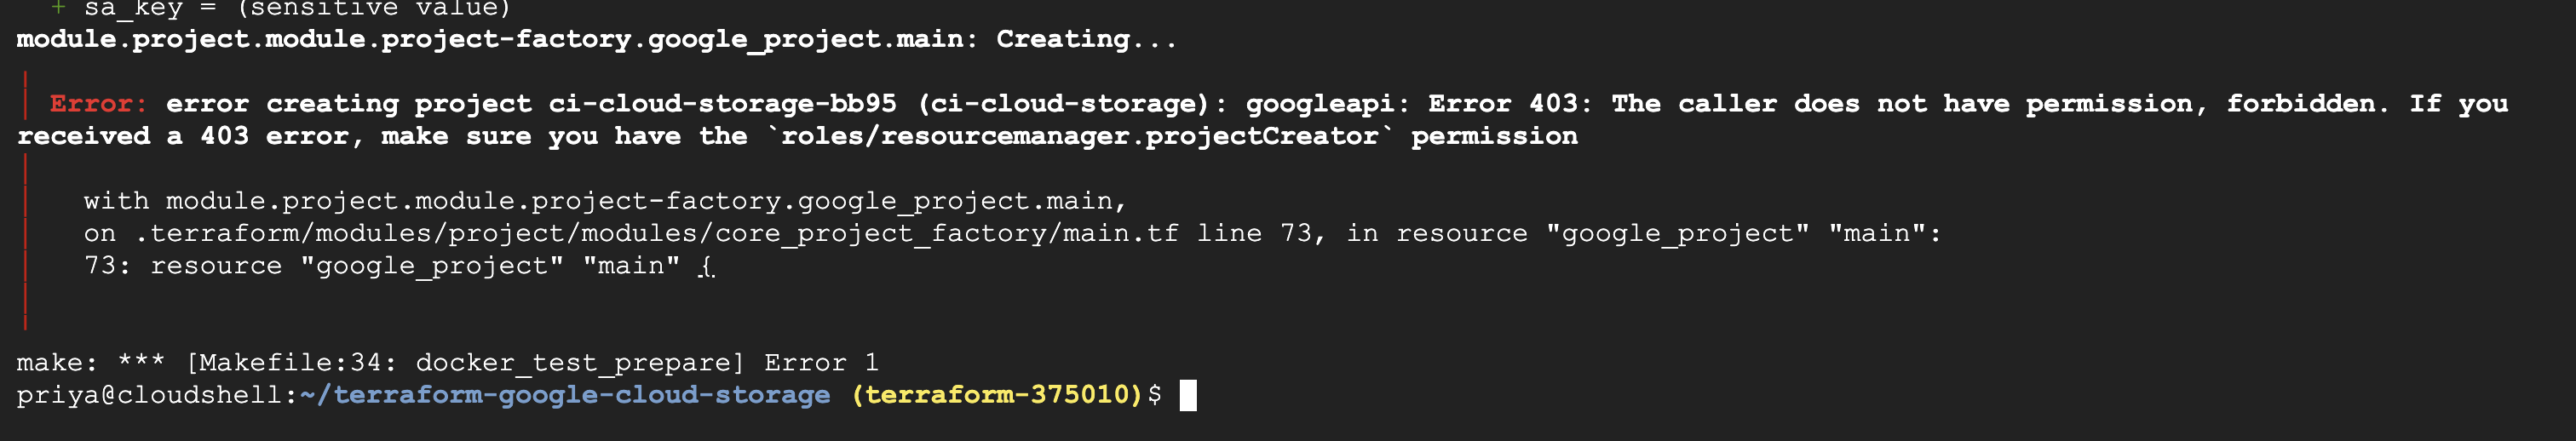 + sa_key = (sensitive value)
module.project.module.project-factory.google_project.main: Creating...
Error: error creating project ci-cloud-storage-bb95 (ci-cloud-storage): googleapi: Error 403: The caller does not have permission, forbidden. If you
received a 403 error, make sure you have the `roles/resourcemanager.projectCreator` permission
with module.project.module.project-factory.google_project.main,
on .terraform/modules/project/modules/core_project_factory/main.tf line 73, in resource "google_project" "main":
73: resource "google_project" "main" {
make: *** [Makefile:34: docker_test_prepare] Error 1
priya@cloudshell:~/terraform-google-cloud-storage (terraform-375010)$